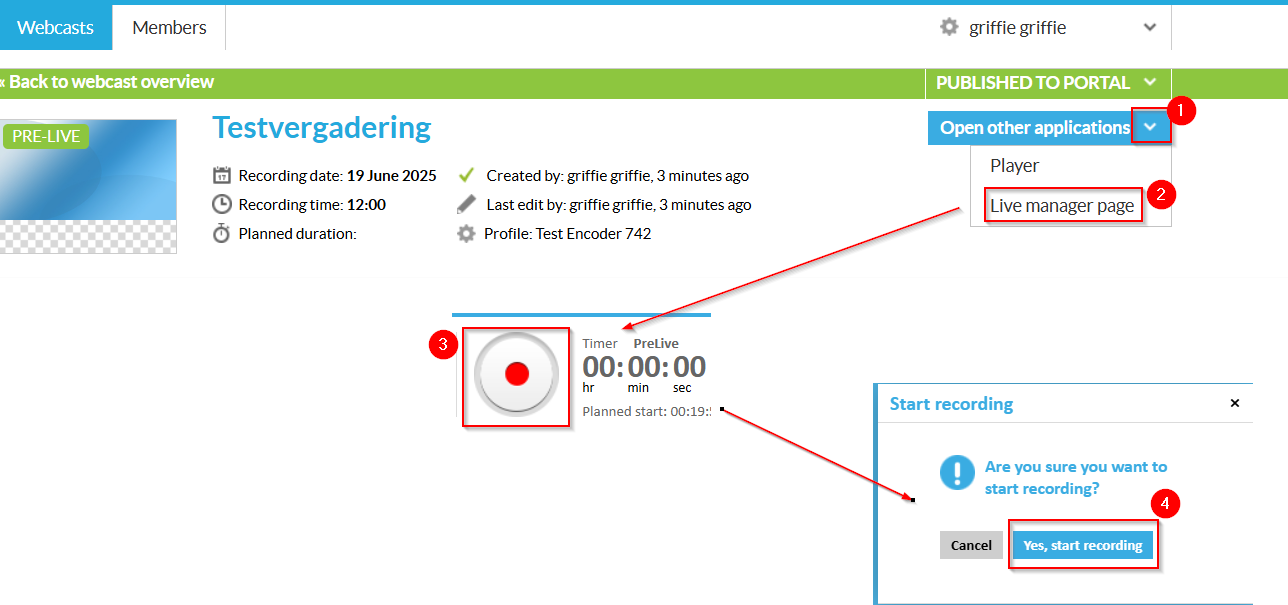 Webcasts
Members
griffie griffie
« Back to webcast overview
PUBLISHED TO PORTAL
1
PRE-LIVE
Testvergadering
Open other applications
Player
2
Live manager page
17 Recording date: 19 June 2025
Created by: griffie griffie, 3 minutes ago
Recording time: 12:00
Last edit by: griffie griffie, 3 minutes ago
Planned duration:
Profile: Test Encoder 742
3
Timer PreLive
00:00:00
hr min sec
Planned start: 00:19:
Start recording ×
Are you sure you want to
start recording?
4
Cancel
Yes, start recording